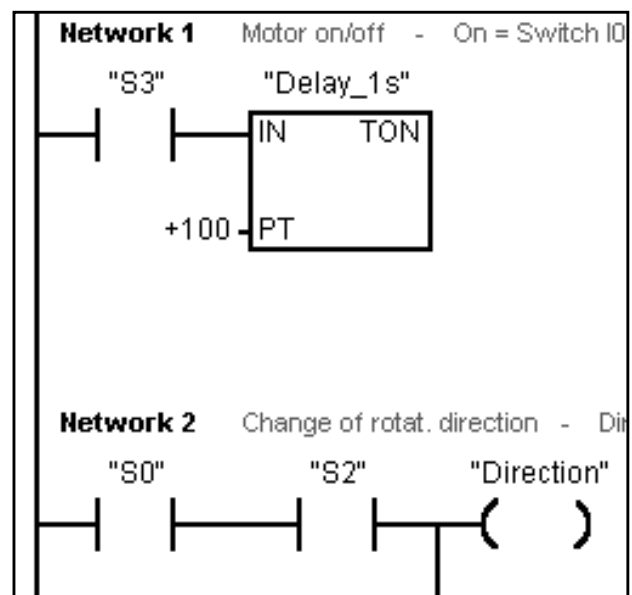 Network 1 Motor on/off - On = Switch I0
"S3" "Delay_1s"
IN TON
+100 PT
Network 2 Change of rotat. direction - Dir
"S0" "S2" "Direction"